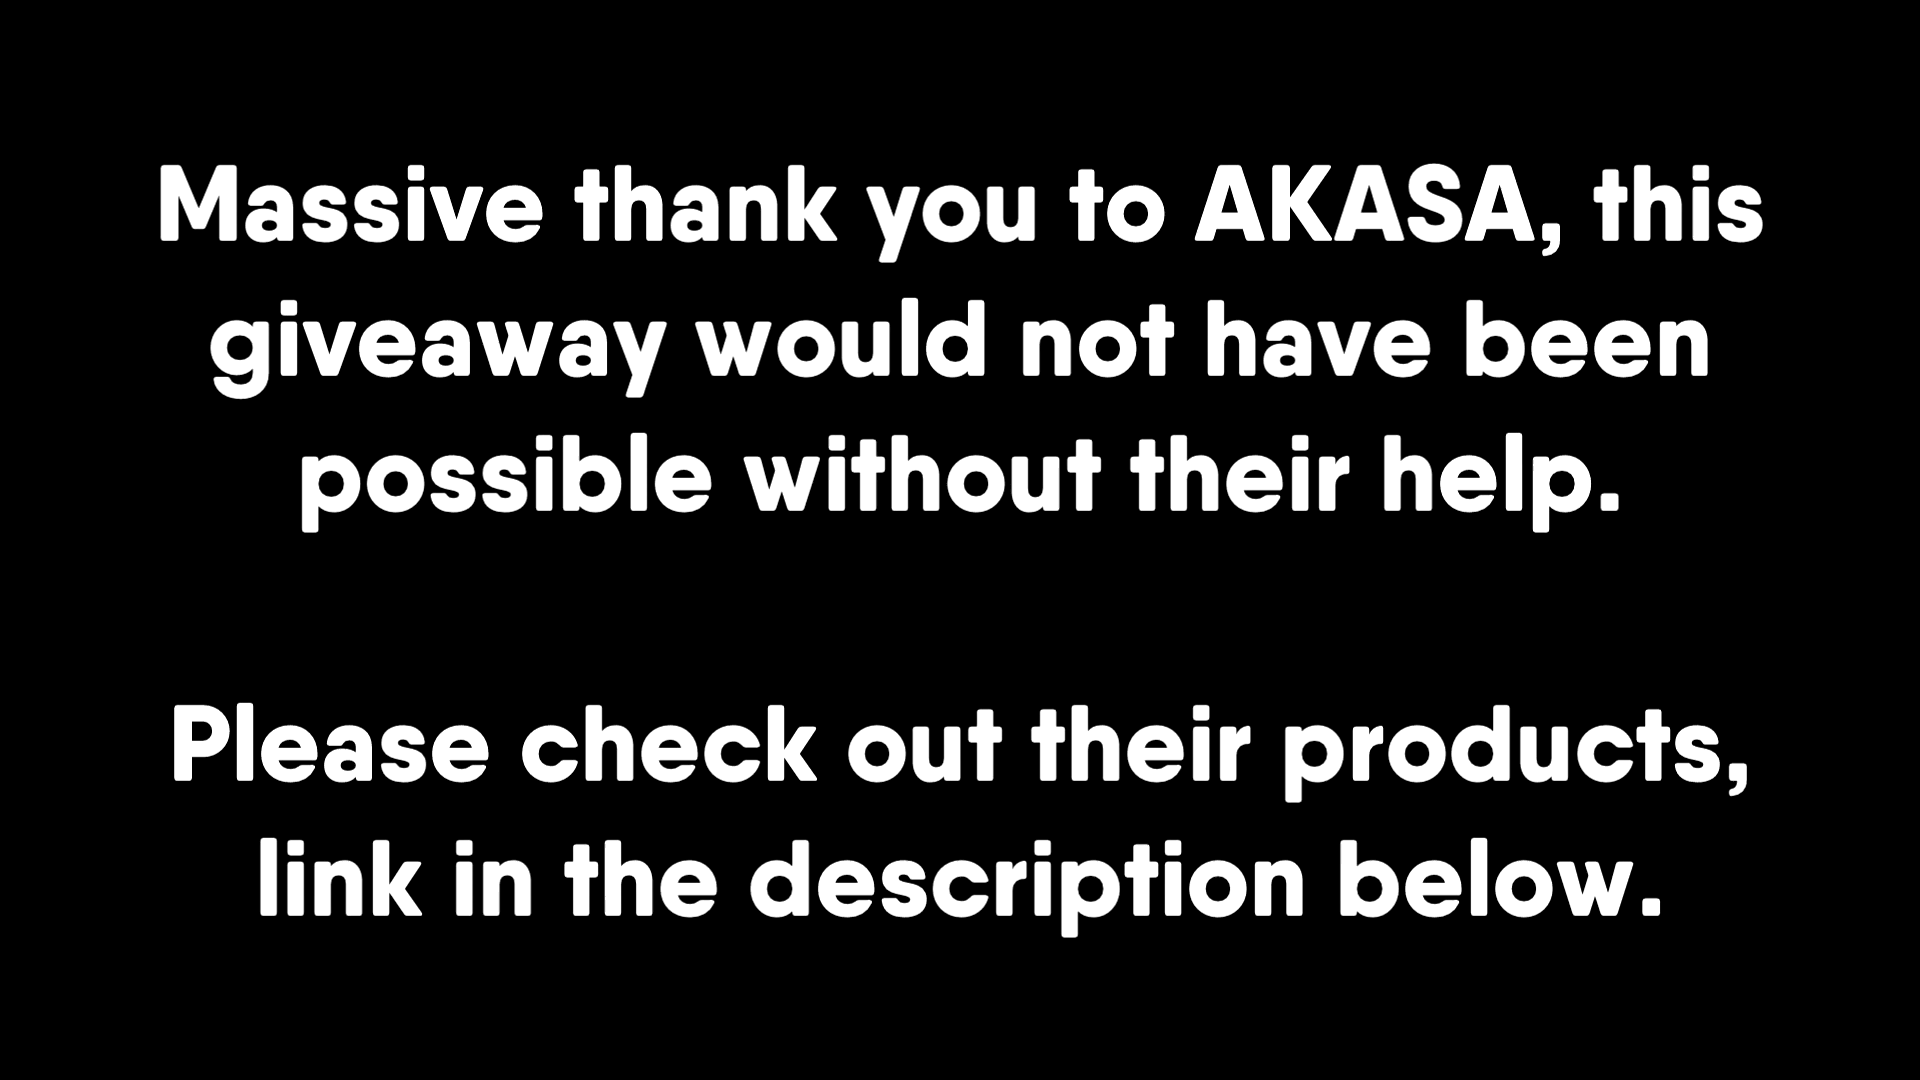 Massive thank you to AKASA, this
giveaway would not have been
possible without their help.
Please check out their products,
link in the description below.